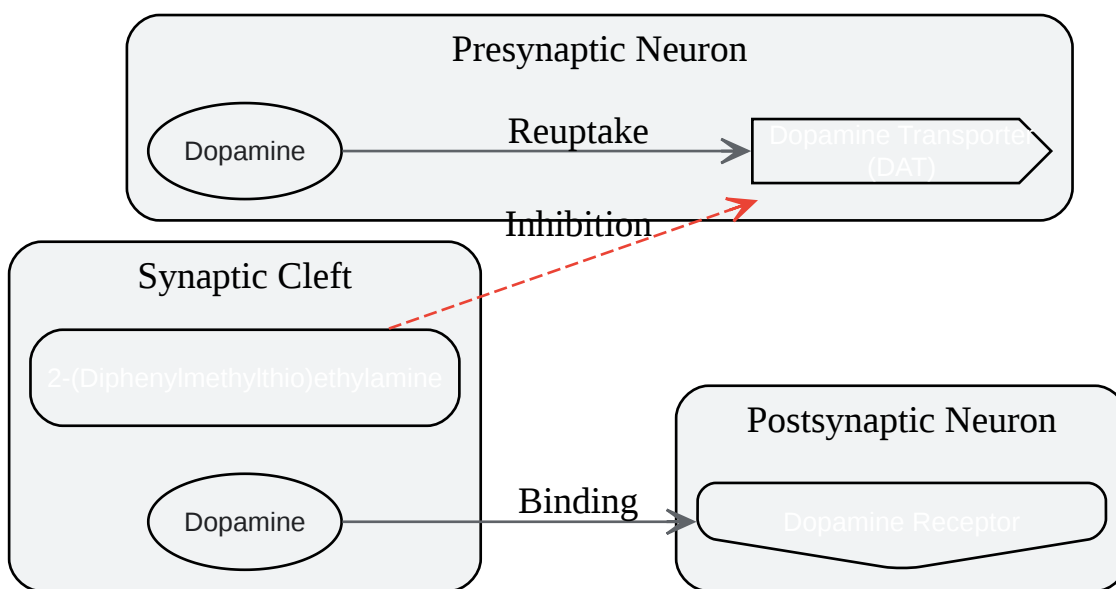 Presynaptic Neuron
Dopamine
Reuptake
Dopamine Transporter
(DAT)
Inhibition
Synaptic Cleft
2-(Diphenylmethylthio)ethylamine
Postsynaptic Neuron
Dopamine
Binding
Dopamine Receptor